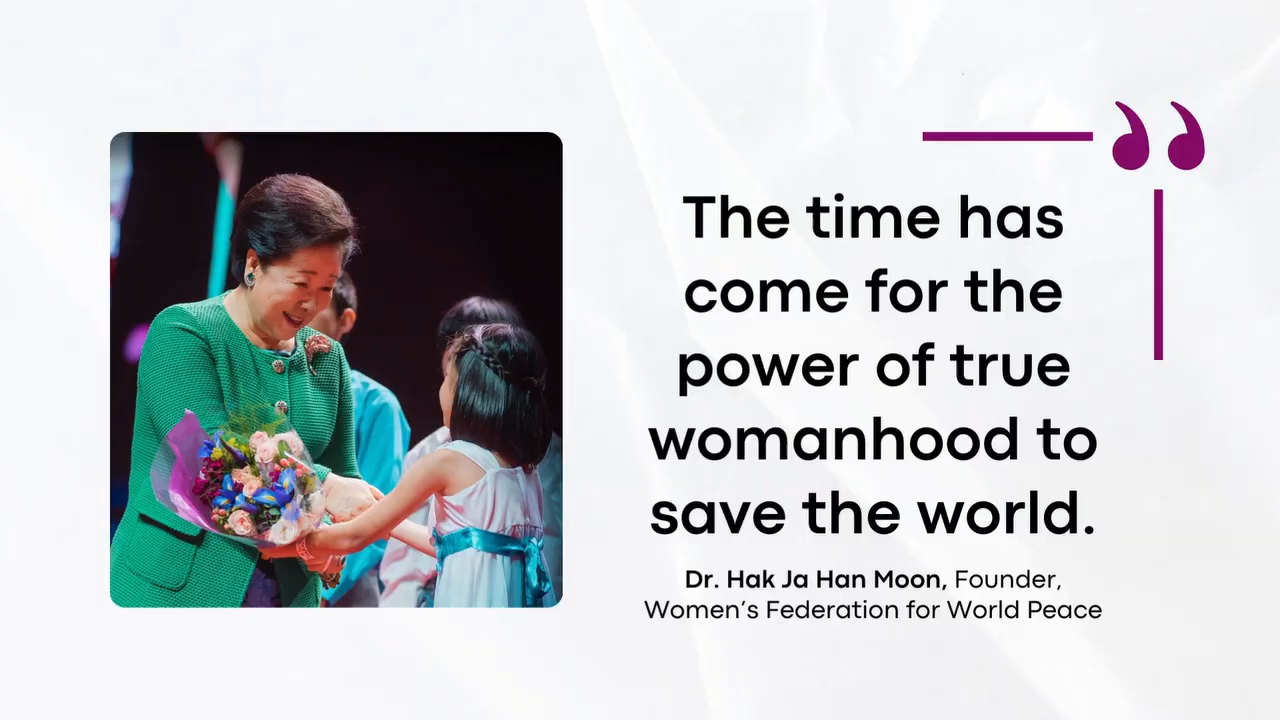 The time has
come for the
power of true
womanhood to
save the world.
Dr. Hak Ja Han Moon, Founder,
Women's Federation for World Peace